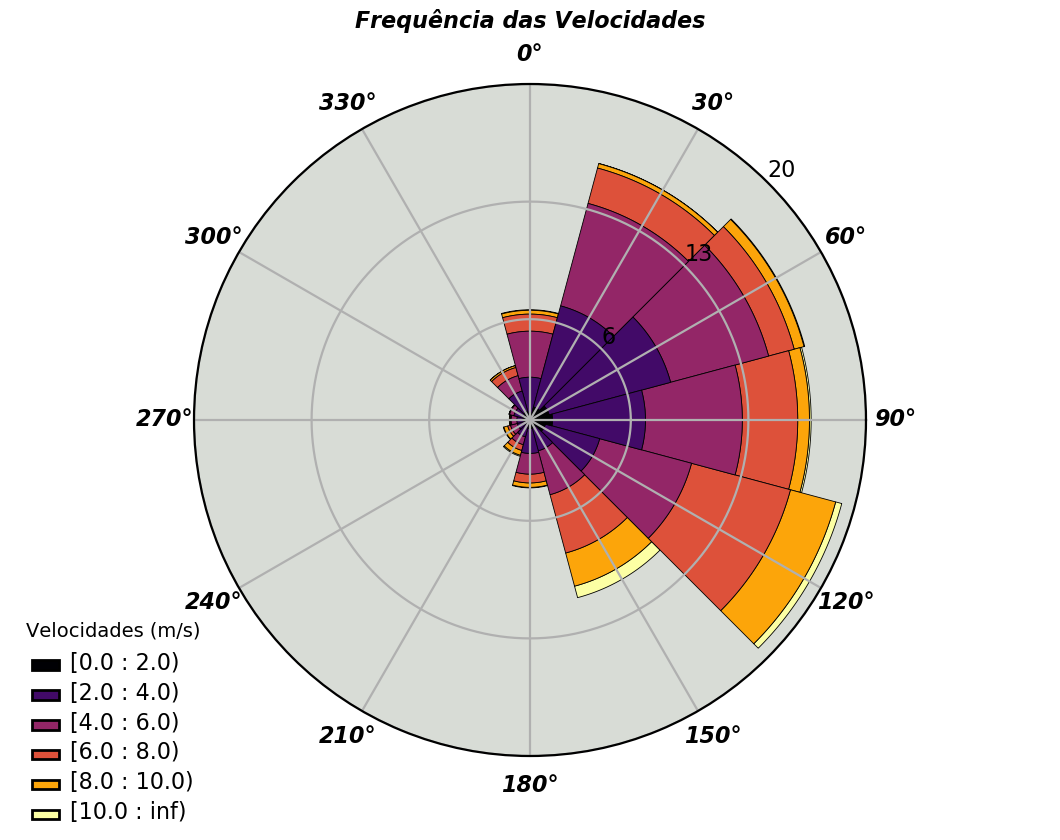 Frequência das Velocidades
0°
330°
30°
20
300°
60°
13
6
270°
90°
240°
120°
210°
150°
180°
Velocidades (m/s)
[0.0 : 2.0)
[2.0 : 4.0)
[4.0 : 6.0)
[6.0 : 8.0)
[8.0 : 10.0)
[10.0 : inf)